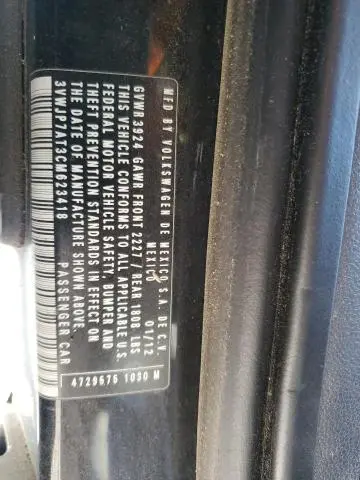 MFD BY VOLKSWAGEN DE MEXICO S.A. DE C.V.
MEXICO 01/12
GVWR 3924 GAWR FRONT 2227 / REAR 1808 LBS
THIS VEHICLE CONFORMS TO ALL APPLICABLE U.S.
FEDERAL MOTOR VEHICLE SAFETY, BUMPER AND
THEFT PREVENTION STANDARDS IN EFFECT ON
THE DATE OF MANUFACTURE SHOWN ABOVE.
3VWJP7AT3CM623418 PASSENGER CAR
4729575 1030 M